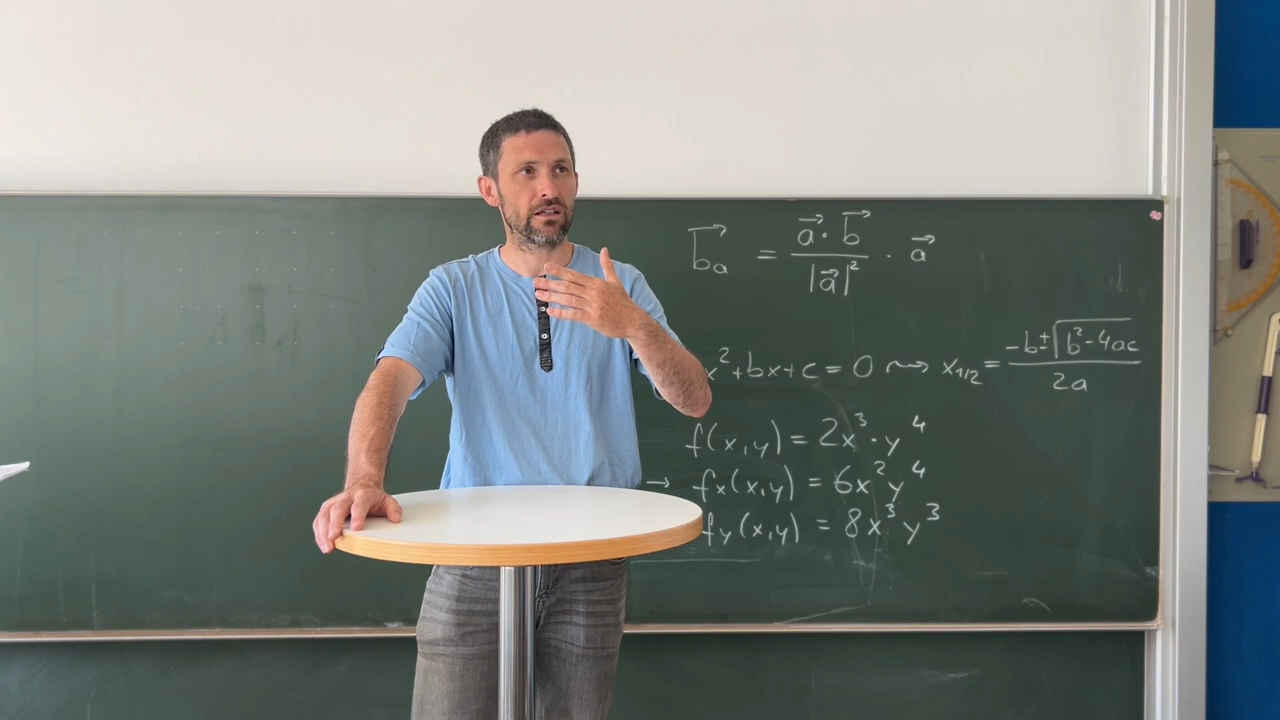 b⃗ₐ = (a⃗ · b⃗) / |a⃗|² · a⃗
x² + bx + c = 0 ⇝ x₁/₂ = (-b ± √(b² - 4ac)) / 2a
f(x,y) = 2x³ · y⁴
→ fx(x,y) = 6x²y⁴
fy(x,y) = 8x³y³